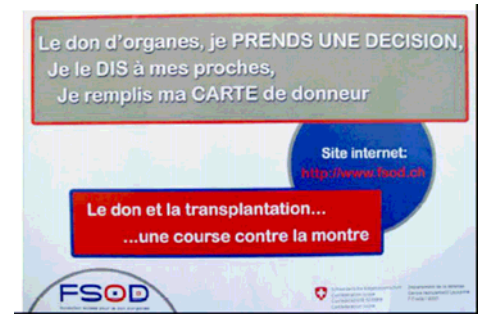 Le don d'organes, je PRENDS UNE DECISION,
Je le DIS à mes proches,
Je remplis ma CARTE de donneur
Site internet:
http://www.fsod.ch
Le don et la transplantation...
...une course contre la montre
FSOD